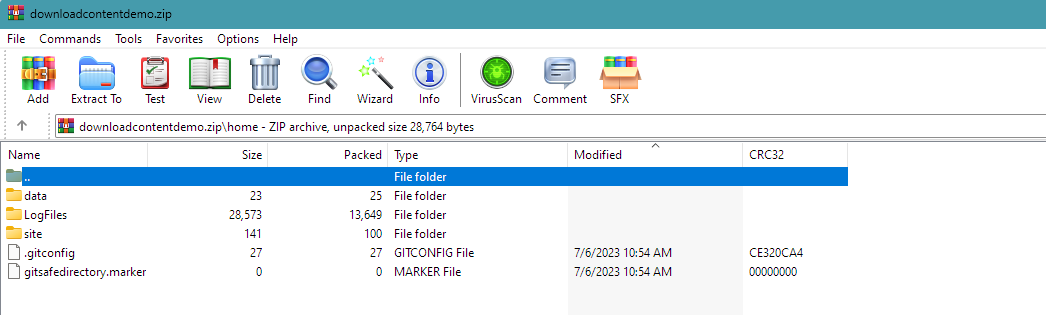 downloadcontentdemo.zip
File Commands Tools Favorites Options Help
Add Extract To Test View Delete Find Wizard Info VirusScan Comment SFX
downloadcontentdemo.zip\home - ZIP archive, unpacked size 28,764 bytes
Name Size Packed Type Modified CRC32
.. File folder
data 23 25 File folder
LogFiles 28,573 13,649 File folder
site 141 100 File folder
.gitconfig 27 27 GITCONFIG File 7/6/2023 10:54 AM CE320CA4
gitsafedirectory.marker 0 0 MARKER File 7/6/2023 10:54 AM 00000000